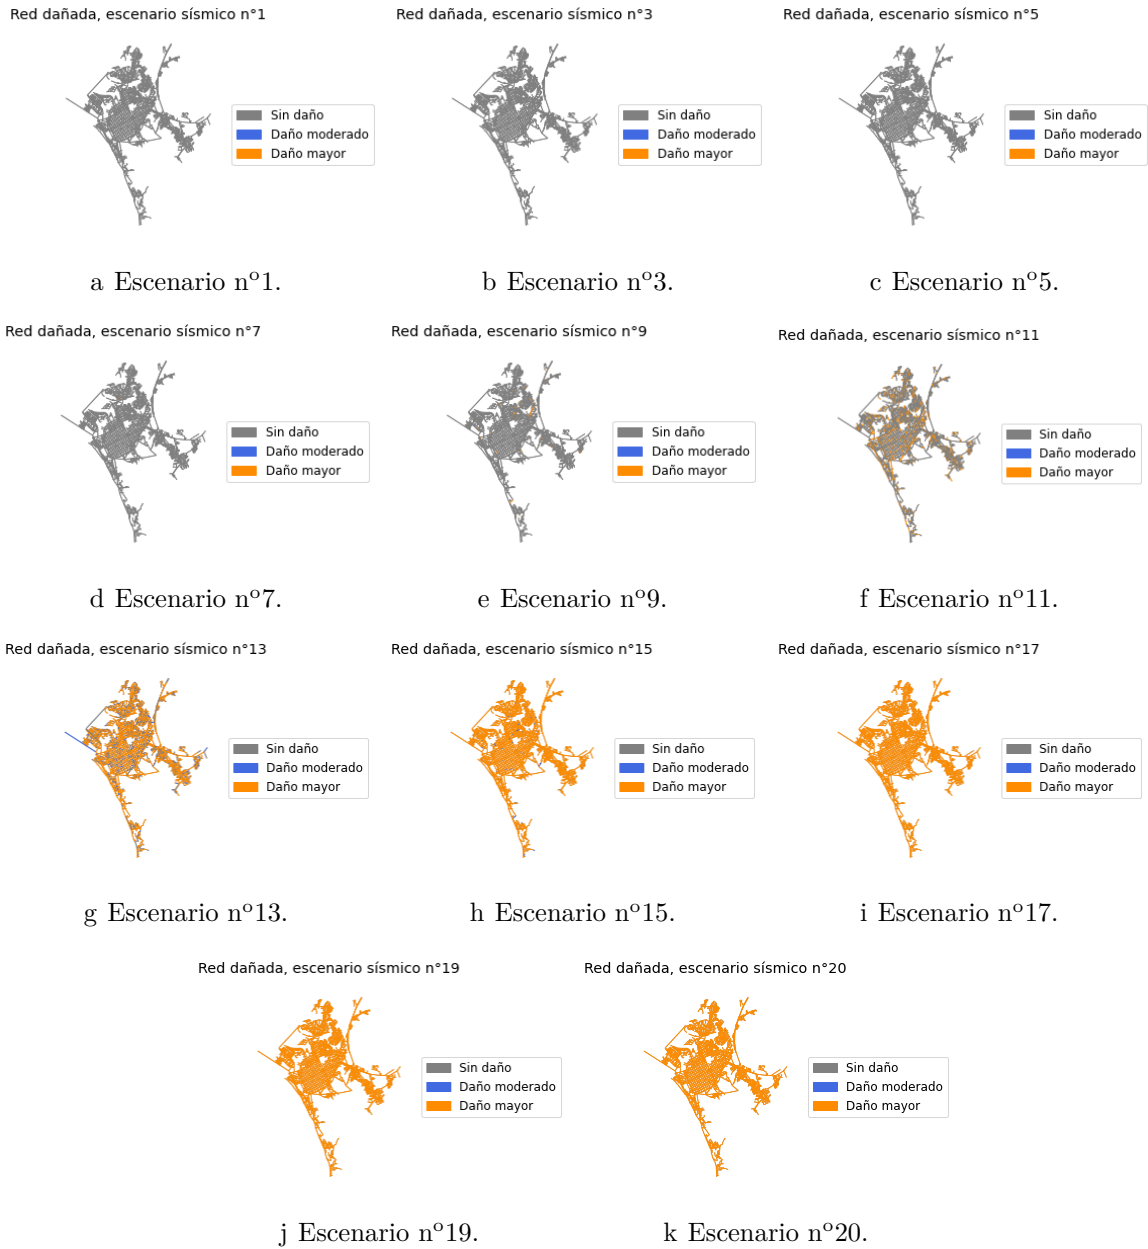 Red dañada, escenario sísmico n°1
Sin daño
Daño moderado
Daño mayor
a Escenario nº1.
Red dañada, escenario sísmico n°3
Sin daño
Daño moderado
Daño mayor
b Escenario nº3.
Red dañada, escenario sísmico n°5
Sin daño
Daño moderado
Daño mayor
c Escenario nº5.
Red dañada, escenario sísmico n°7
Sin daño
Daño moderado
Daño mayor
d Escenario nº7.
Red dañada, escenario sísmico n°9
Sin daño
Daño moderado
Daño mayor
e Escenario nº9.
Red dañada, escenario sísmico n°11
Sin daño
Daño moderado
Daño mayor
f Escenario nº11.
Red dañada, escenario sísmico n°13
Sin daño
Daño moderado
Daño mayor
g Escenario nº13.
Red dañada, escenario sísmico n°15
Sin daño
Daño moderado
Daño mayor
h Escenario nº15.
Red dañada, escenario sísmico n°17
Sin daño
Daño moderado
Daño mayor
i Escenario nº17.
Red dañada, escenario sísmico n°19
Sin daño
Daño moderado
Daño mayor
j Escenario nº19.
Red dañada, escenario sísmico n°20
Sin daño
Daño moderado
Daño mayor
k Escenario nº20.